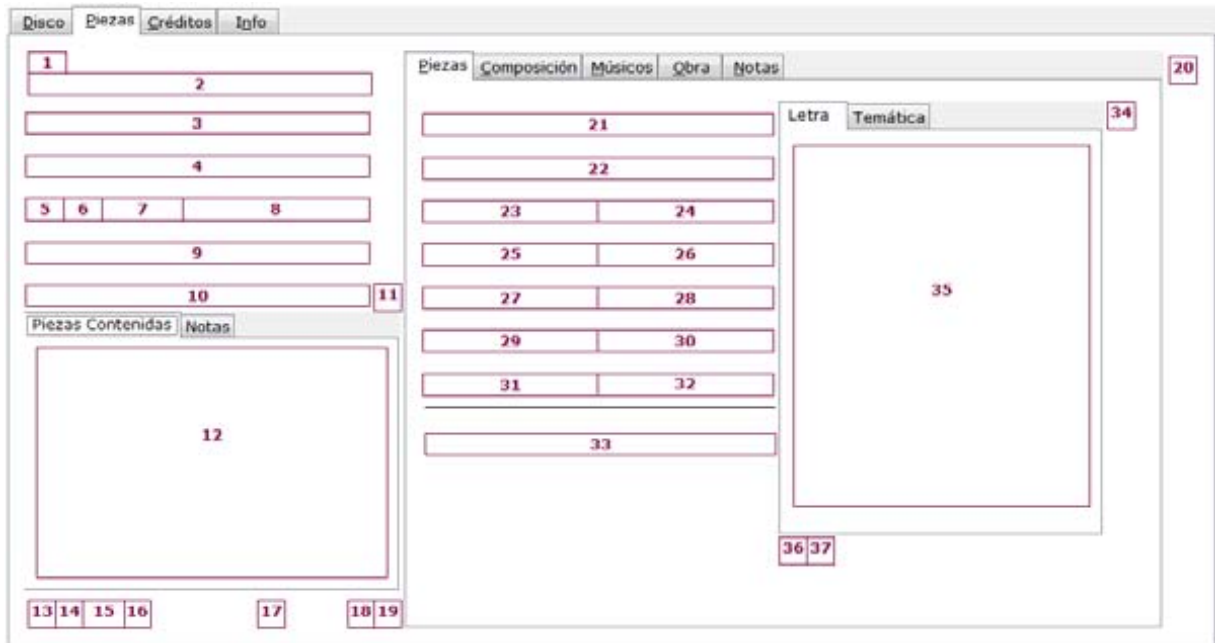 Disco Piezas Créditos Info
1
2
3
4
5 6 7 8
9
10 11
Piezas Contenidas Notas
12
13 14 15 16 17 18 19
Piezas Composición Músicos Obra Notas 20
21
22
23 24
25 26
27 28
29 30
31 32
33
Letra Temática 34
35
36 37